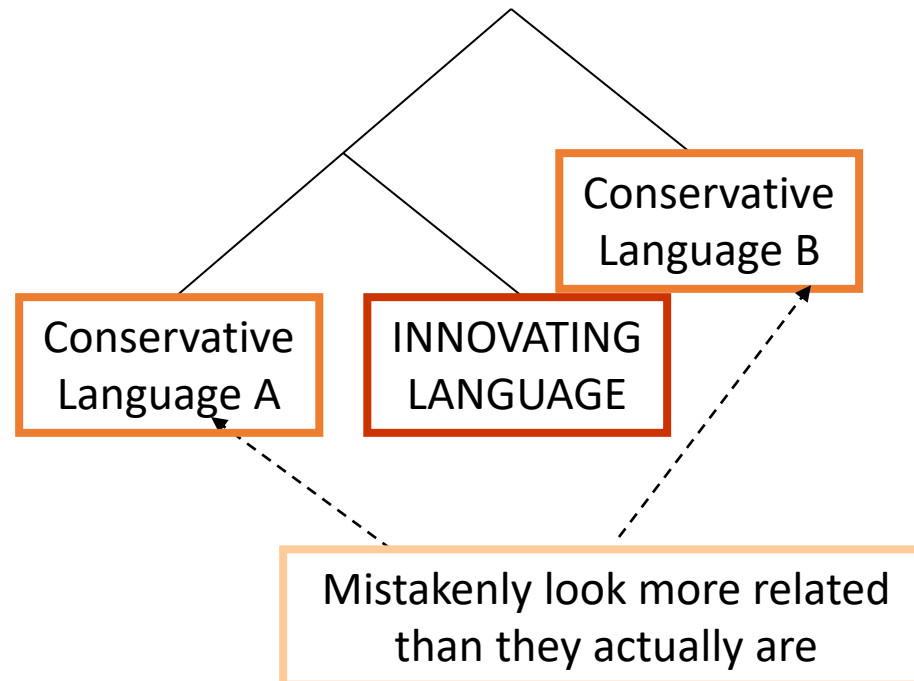 Conservative
Language B
Conservative
Language A
INNOVATING
LANGUAGE
Mistakenly look more related
than they actually are